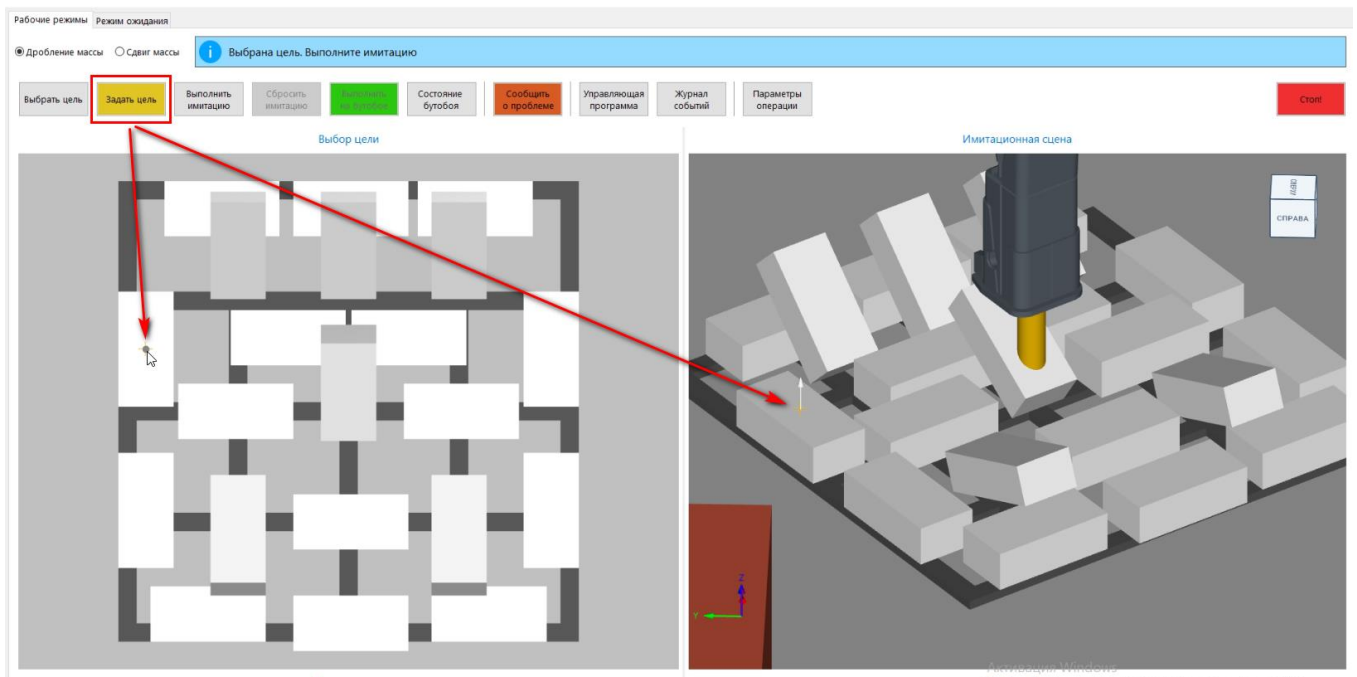 Рабочие режимы Режим ожидания
Дробление массы Сдвиг массы
Выбрана цель. Выполните имитацию
Выбрать цель
Задать цель
Выполнить
имитацию
Сбросить
имитацию
Выполнить
на бутобое
Состояние
бутобоя
Сообщить
о проблеме
Управляющая
программа
Журнал
событий
Параметры
операции
Стоп!
Выбор цели
Имитационная сцена
СПРАВА
Z
Y
Активация Windows